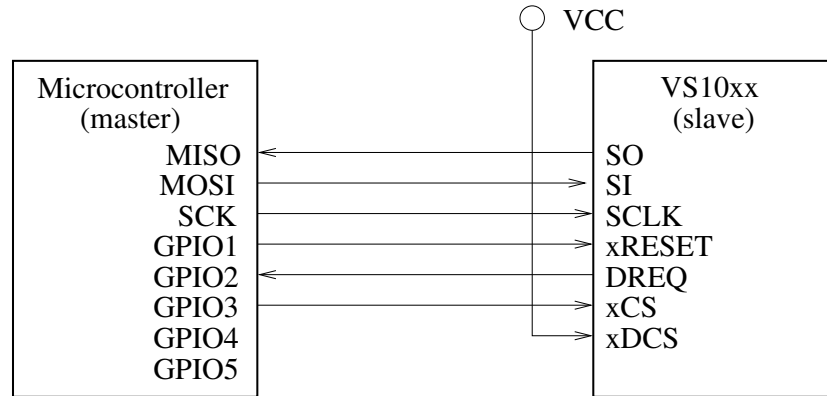 VCC
Microcontroller
(master)
MISO
MOSI
SCK
GPIO1
GPIO2
GPIO3
GPIO4
GPIO5
VS10xx
(slave)
SO
SI
SCLK
xRESET
DREQ
xCS
xDCS